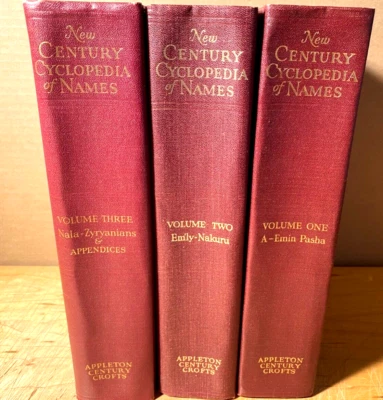 New
CENTURY
CYCLOPEDIA
of NAMES
VOLUME THREE
Nala-Zyryanians
&
APPENDICES
APPLETON
CENTURY
CROFTS
New
CENTURY
CYCLOPEDIA
of NAMES
VOLUME TWO
Emily-Nakuru
APPLETON
CENTURY
CROFTS
New
CENTURY
CYCLOPEDIA
of NAMES
VOLUME ONE
A-Emin Pasha
APPLETON
CENTURY
CROFTS